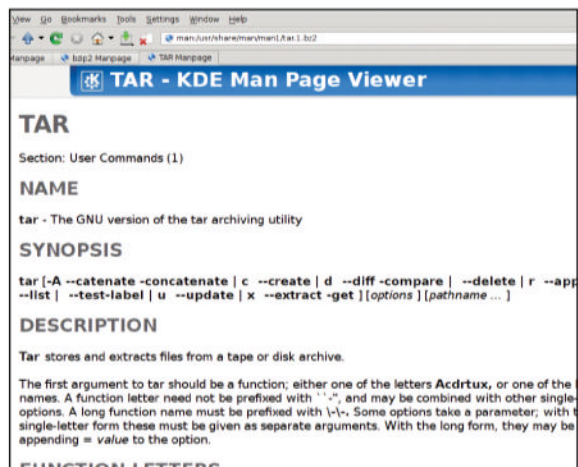 View Go Bookmarks Tools Settings Window Help
man:/usr/share/man/man1/tar.1.bz2
Manpage bzip2 Manpage TAR Manpage
TAR - KDE Man Page Viewer
TAR
Section: User Commands (1)
NAME
tar - The GNU version of the tar archiving utility
SYNOPSIS
tar [-A --catenate -concatenate | c --create | d --diff -compare | --delete | r --app
--list | --test-label | u --update | x --extract -get ] [options ] [pathname ... ]
DESCRIPTION
Tar stores and extracts files from a tape or disk archive.
The first argument to tar should be a function; either one of the letters Acdrtux, or one of the l
names. A function letter need not be prefixed with ``-", and may be combined with other single-
options. A long function name must be prefixed with \-\-. Some options take a parameter; with t
single-letter form these must be given as separate arguments. With the long form, they may be
appending = value to the option.
FUNCTION LETTERS